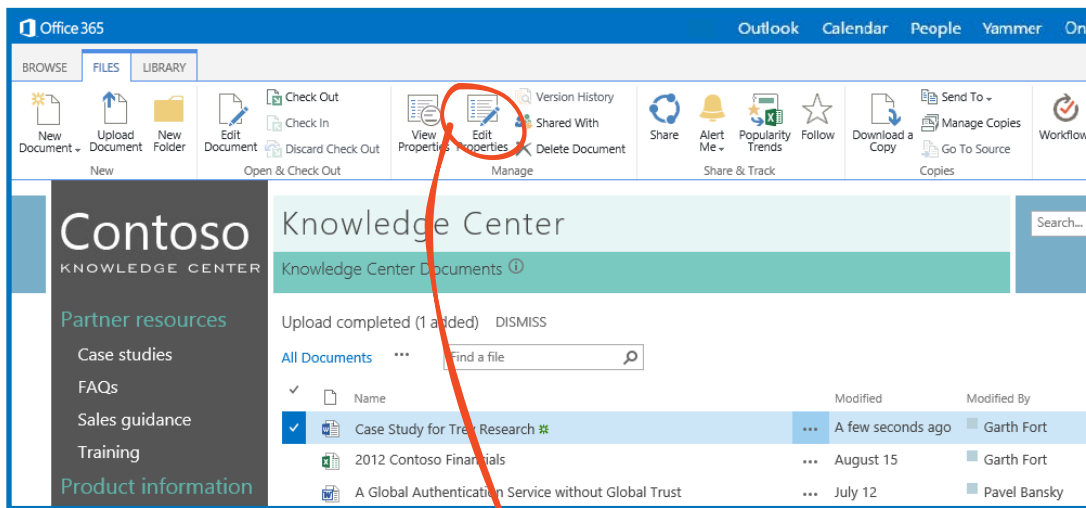 Office 365
Outlook Calendar People Yammer On
BROWSE FILES LIBRARY
New Document
Upload Document
New Folder
New
Edit Document
Check Out
Check In
Discard Check Out
Open & Check Out
View Properties
Edit Properties
Version History
Shared With
Delete Document
Manage
Share
Alert Me
Popularity Trends
Follow
Share & Track
Download a Copy
Send To
Manage Copies
Go To Source
Copies
Workflow
Contoso
KNOWLEDGE CENTER
Knowledge Center
Knowledge Center Documents
Search...
Partner resources
Case studies
FAQs
Sales guidance
Training
Product information
Upload completed (1 added) DISMISS
All Documents ... Find a file
Name Modified Modified By
Case Study for Trey Research ... A few seconds ago Garth Fort
2012 Contoso Financials ... August 15 Garth Fort
A Global Authentication Service without Global Trust ... July 12 Pavel Bansky